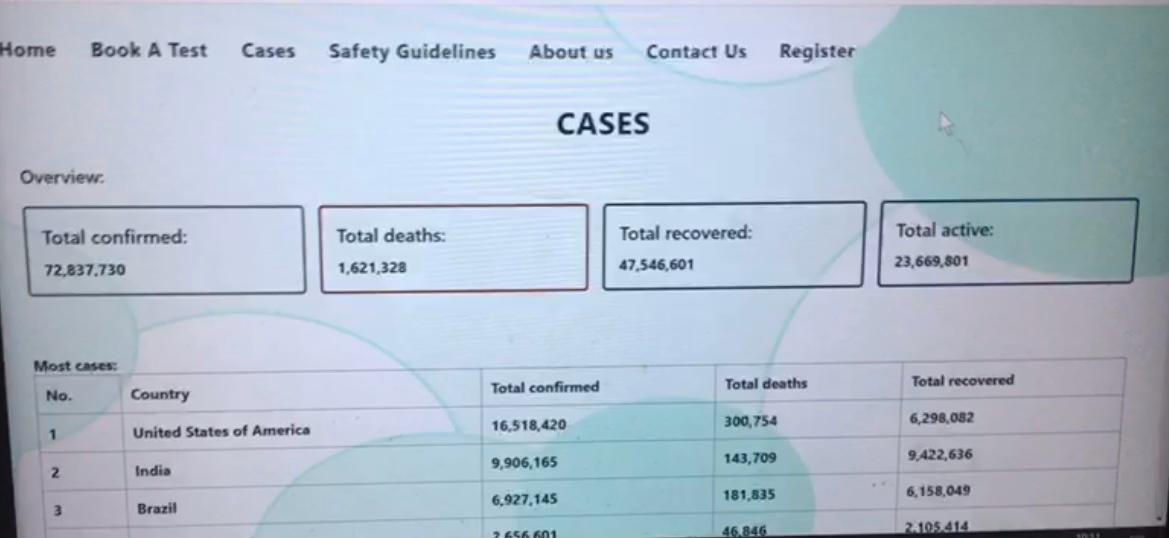 Home Book A Test Cases Safety Guidelines About us Contact Us Register
CASES
Overview:
Total confirmed: Total deaths: Total recovered: Total active:
72,837,730 1,621,328 47,546,601 23,669,801
Most cases:
No. Country Total confirmed Total deaths Total recovered
1 United States of America 16,518,420 300,754 6,298,082
2 India 9,906,165 143,709 9,422,636
3 Brazil 6,927,145 181,835 6,158,049
2,656,601 46,846 2,105,414